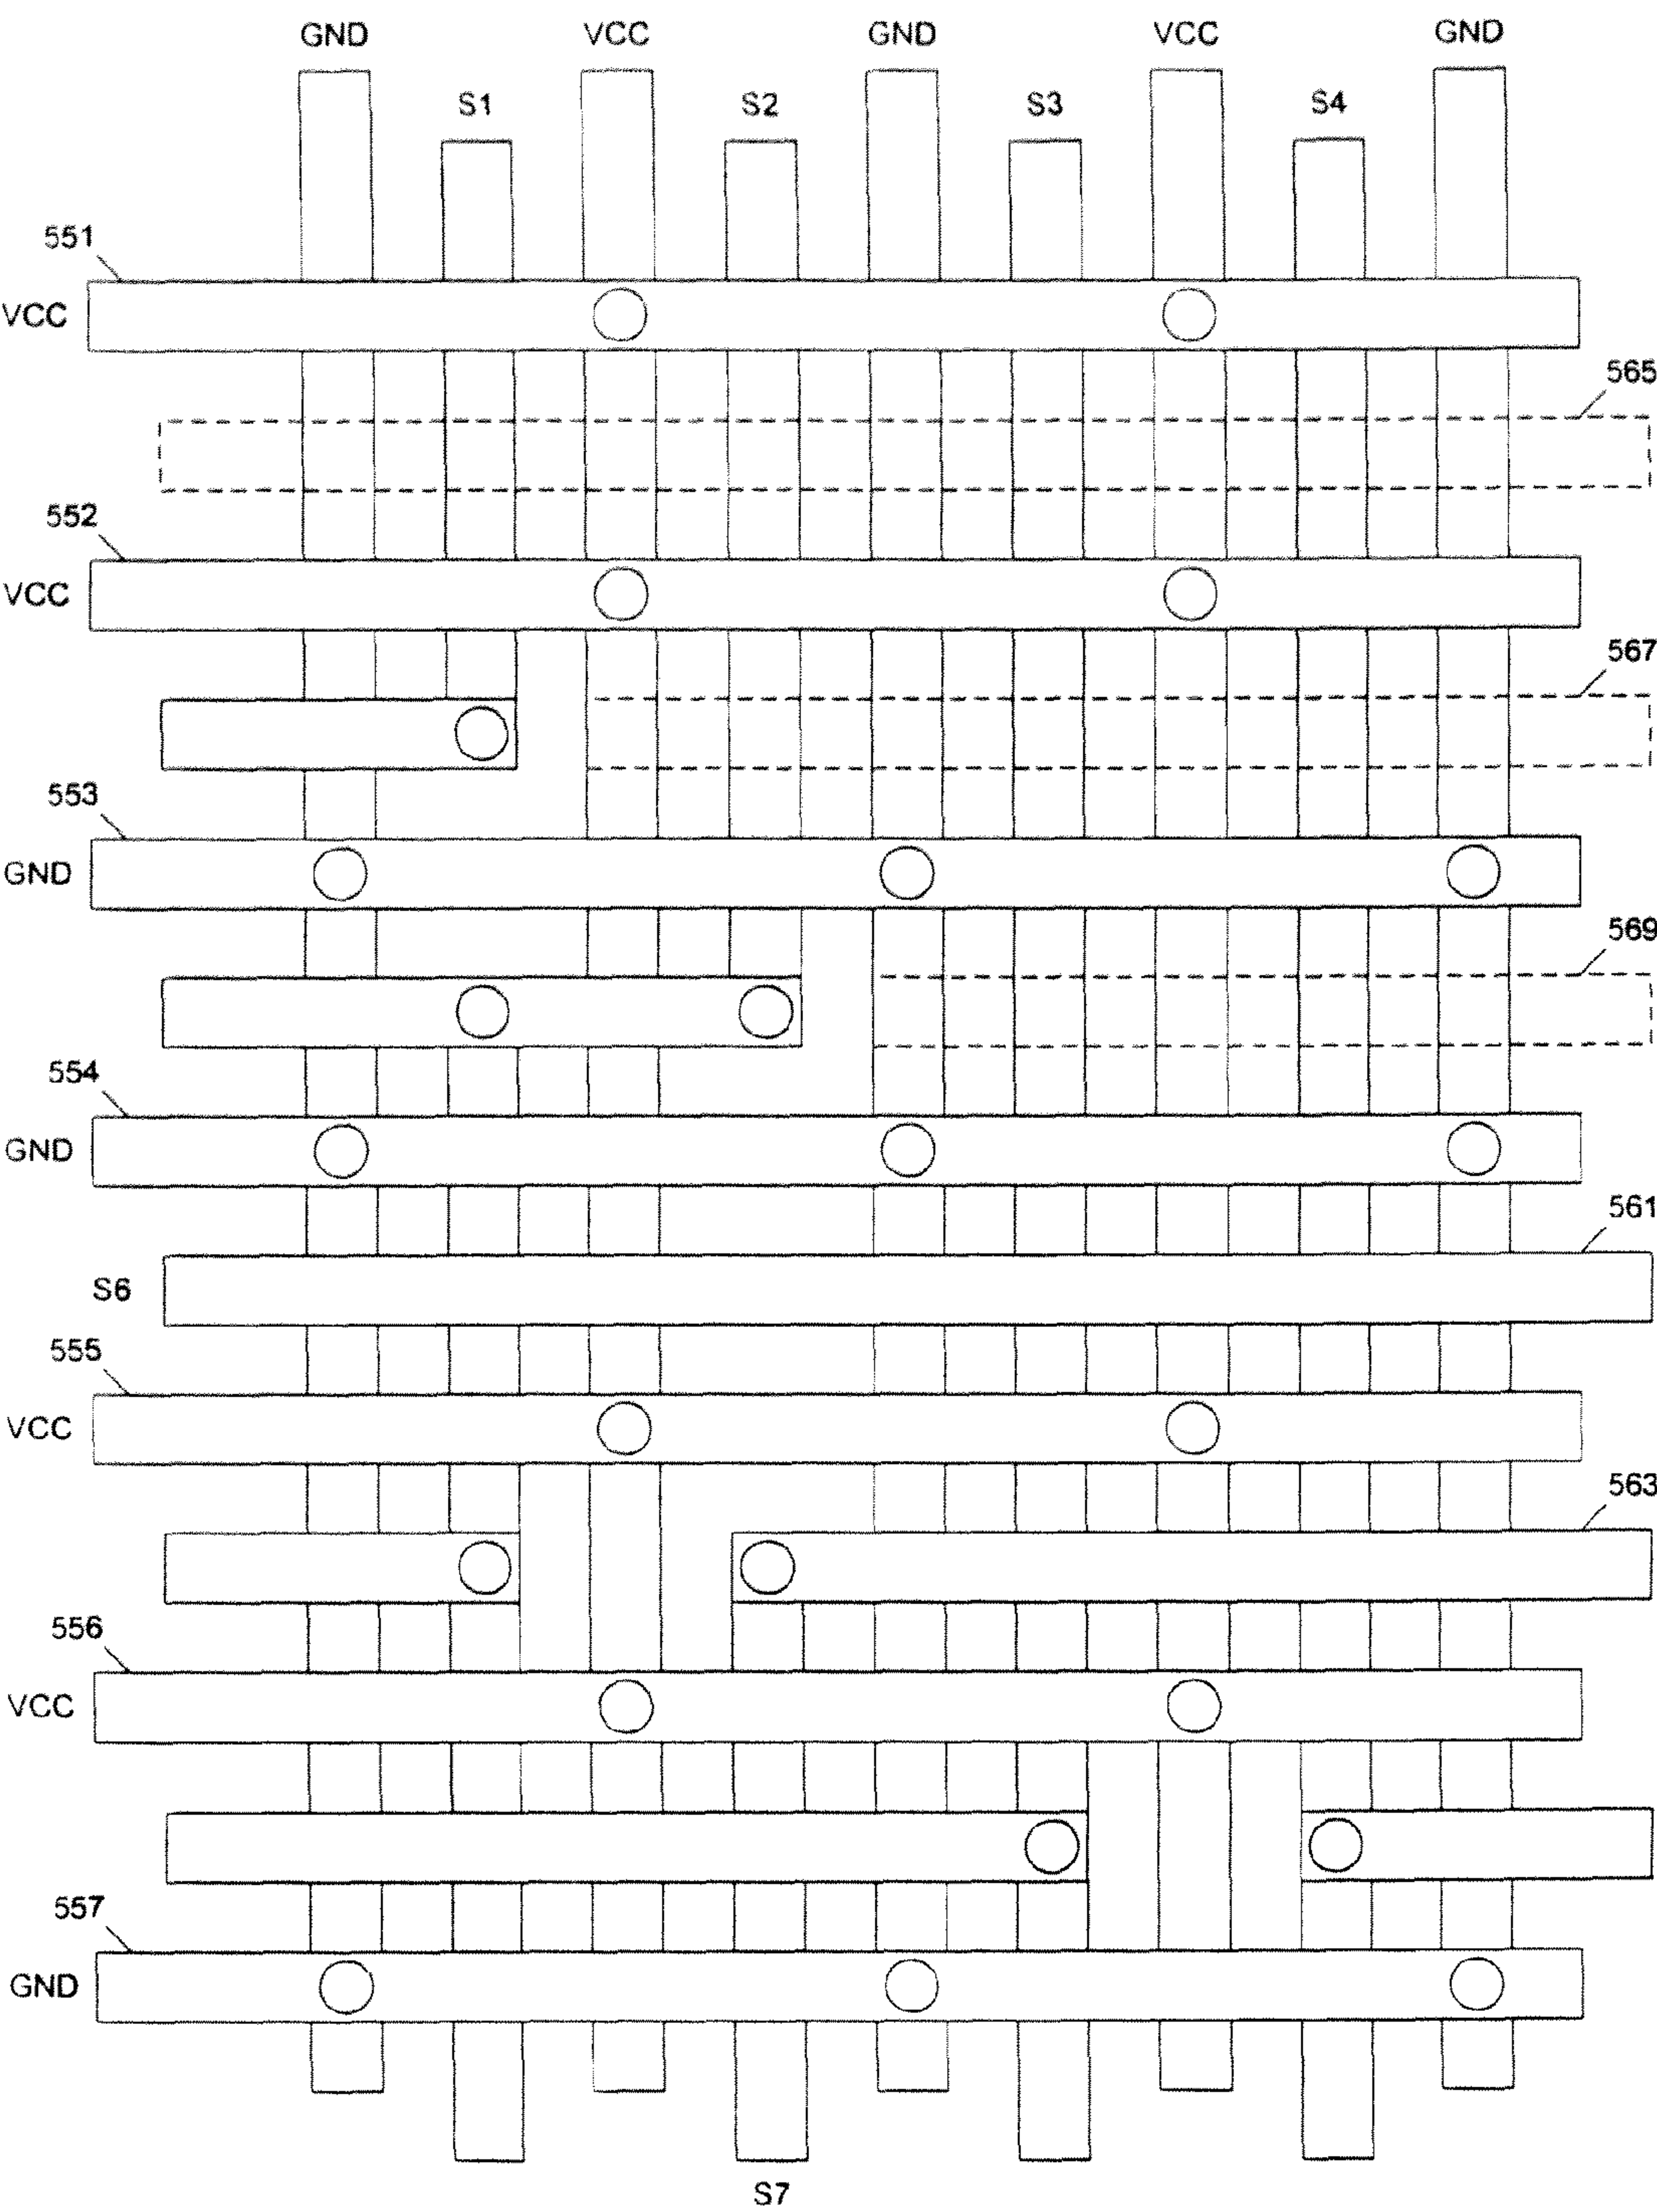 GND VCC GND VCC GND
S1 S2 S3 S4
551
VCC
565
552
VCC
567
553
GND
569
554
GND
561
S6
555
VCC
563
556
VCC
557
GND
S7